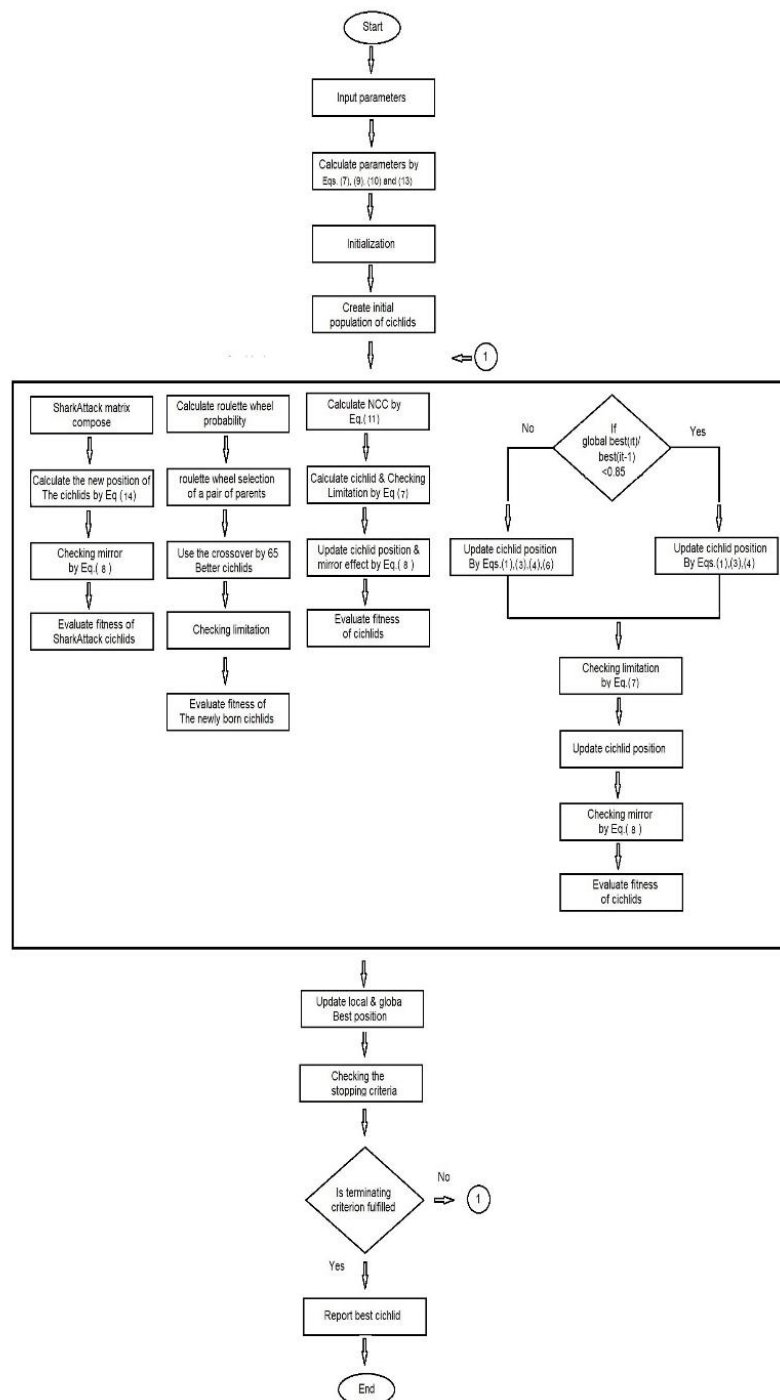 Start
Input parameters
Calculate parameters by
Eqs. (7), (9), (10) and (13)
Initialization
Create initial
population of cichlids
1
SharkAttack matrix
compose
Calculate the new position of
The cichlids by Eq (14)
Checking mirror
by Eq.( 8 )
Evaluate fitness of
SharkAttack cichlids
Calculate roulette wheel
probability
roulette wheel selection
of a pair of parents
Use the crossover by 65
Better cichlids
Checking limitation
Evaluate fitness of
The newly born cichlids
Calculate NCC by
Eq.(11)
Calculate cichlid & Checking
Limitation by Eq (7)
Update cichlid position &
mirror effect by Eq.( 8 )
Evaluate fitness
of cichlids
If
global best(it)/
best(it-1)
<0.85
No
Yes
Update cichlid position
By Eqs.(1),(3),(4),(6)
Update cichlid position
By Eqs.(1),(3),(4)
Checking limitation
by Eq.(7)
Update cichlid position
Checking mirror
by Eq.( 8 )
Evaluate fitness
of cichlids
Update local & globa
Best position
Checking the
stopping criteria
Is terminating
criterion fulfilled
No
1
Yes
Report best cichlid
End